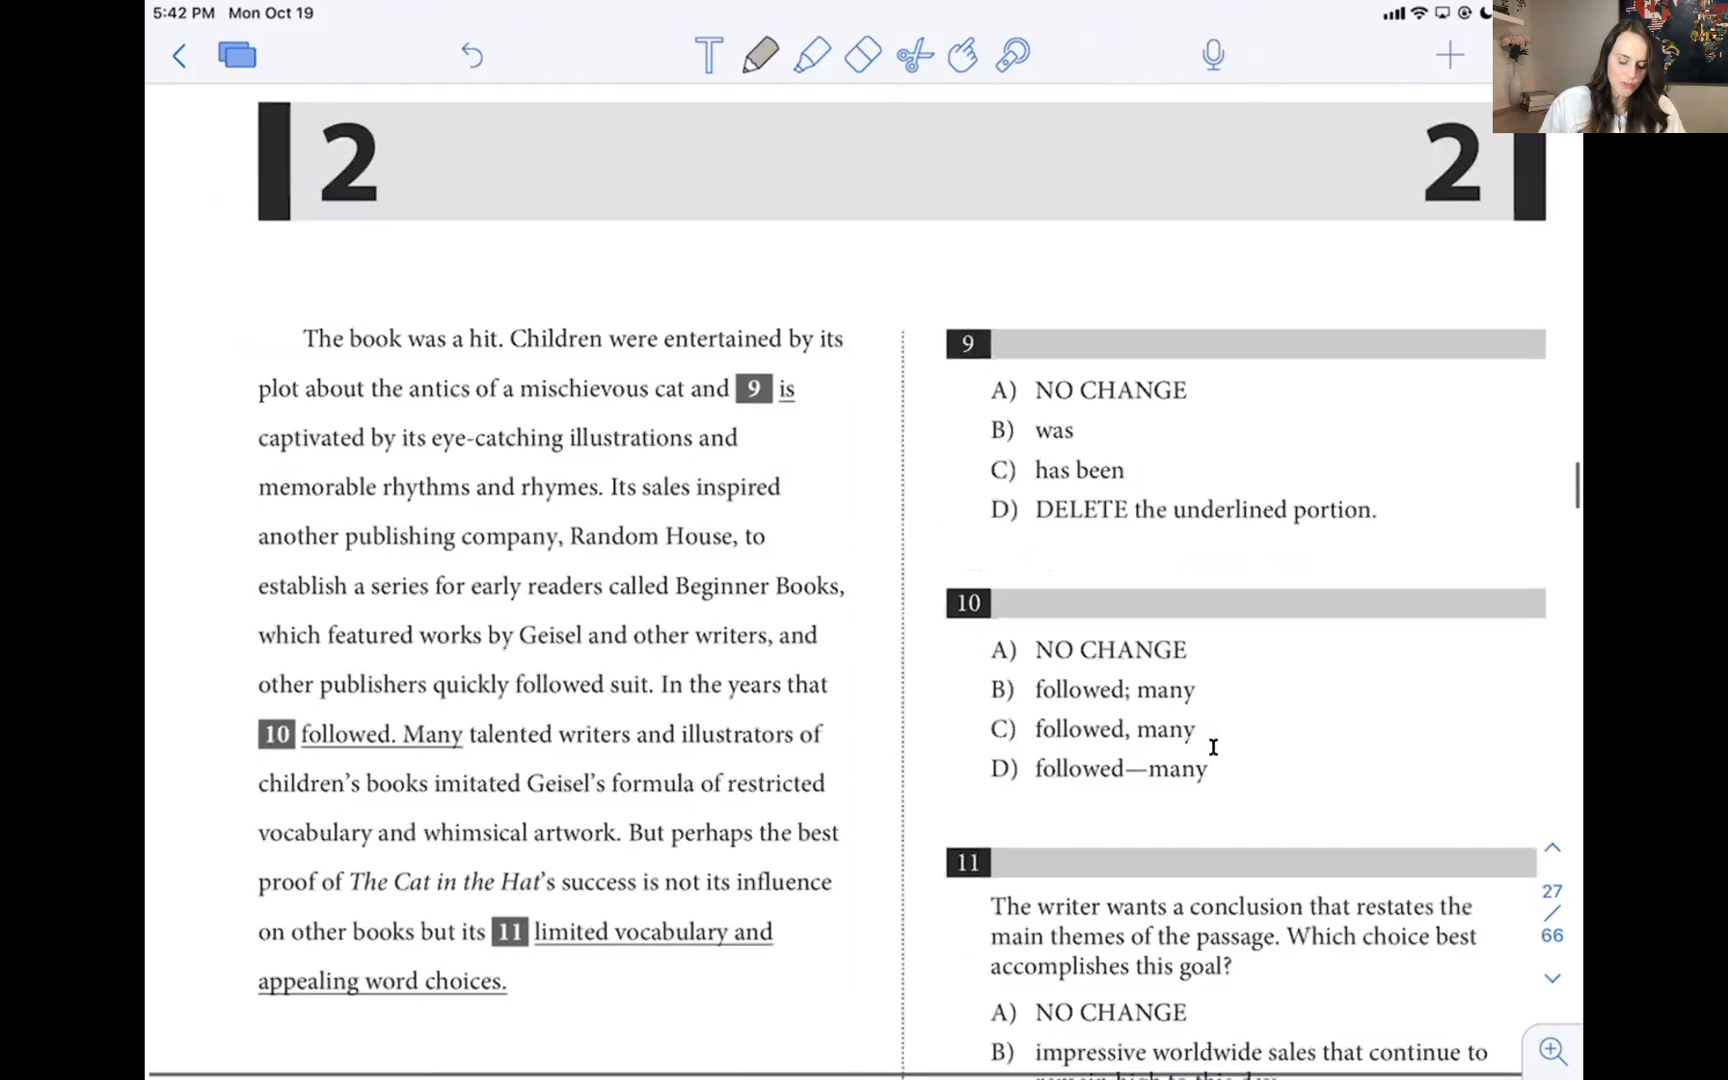 5:42 PM Mon Oct 19
2
2
The book was a hit. Children were entertained by its
plot about the antics of a mischievous cat and 9 is
captivated by its eye-catching illustrations and
memorable rhythms and rhymes. Its sales inspired
another publishing company, Random House, to
establish a series for early readers called Beginner Books,
which featured works by Geisel and other writers, and
other publishers quickly followed suit. In the years that
10 followed. Many talented writers and illustrators of
children’s books imitated Geisel’s formula of restricted
vocabulary and whimsical artwork. But perhaps the best
proof of The Cat in the Hat’s success is not its influence
on other books but its 11 limited vocabulary and
appealing word choices.
9
A) NO CHANGE
B) was
C) has been
D) DELETE the underlined portion.
10
A) NO CHANGE
B) followed; many
C) followed, many
D) followed—many
11
The writer wants a conclusion that restates the
main themes of the passage. Which choice best
accomplishes this goal?
A) NO CHANGE
B) impressive worldwide sales that continue to
27
66